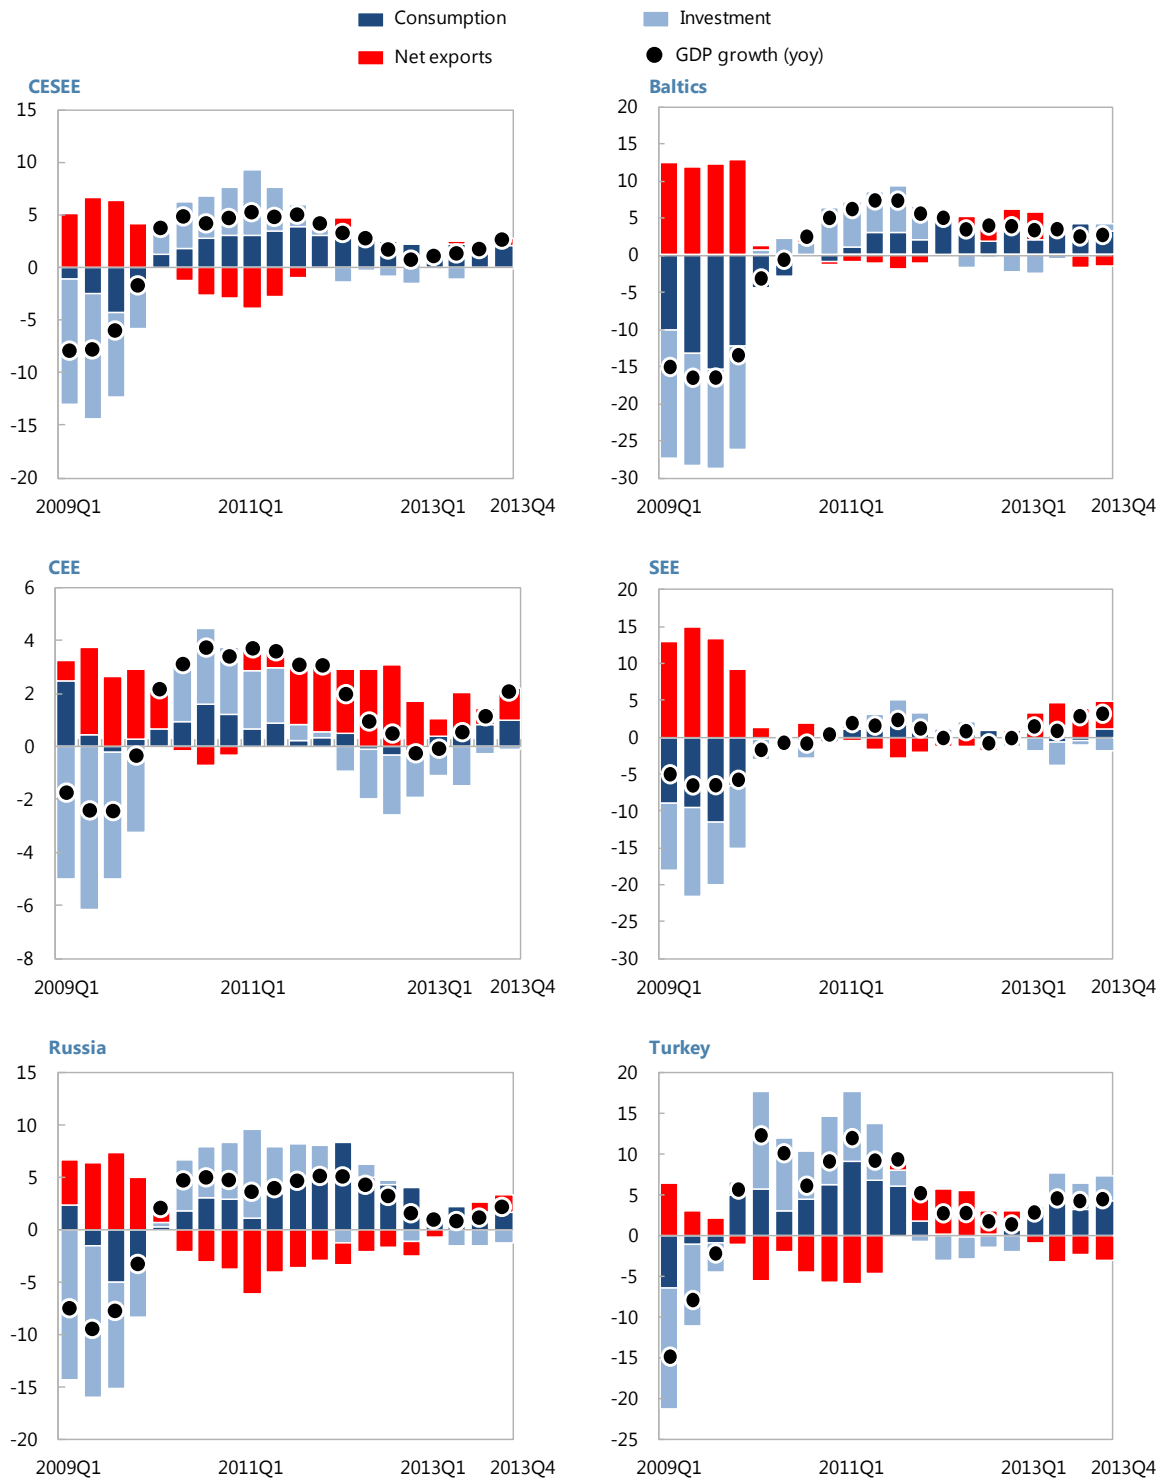 Consumption
Investment
Net exports
GDP growth (yoy)
CESEE
15
10
5
0
-5
-10
-15
-20
2009Q1
2011Q1
2013Q1
2013Q4
Baltics
20
15
10
5
0
-5
-10
-15
-20
-25
-30
2009Q1
2011Q1
2013Q1
2013Q4
CEE
6
4
2
0
-2
-4
-6
-8
2009Q1
2011Q1
2013Q1
2013Q4
SEE
20
15
10
5
0
-5
-10
-15
-20
-25
-30
2009Q1
2011Q1
2013Q1
2013Q4
Russia
15
10
5
0
-5
-10
-15
-20
2009Q1
2011Q1
2013Q1
2013Q4
Turkey
20
15
10
5
0
-5
-10
-15
-20
-25
2009Q1
2011Q1
2013Q1
2013Q4